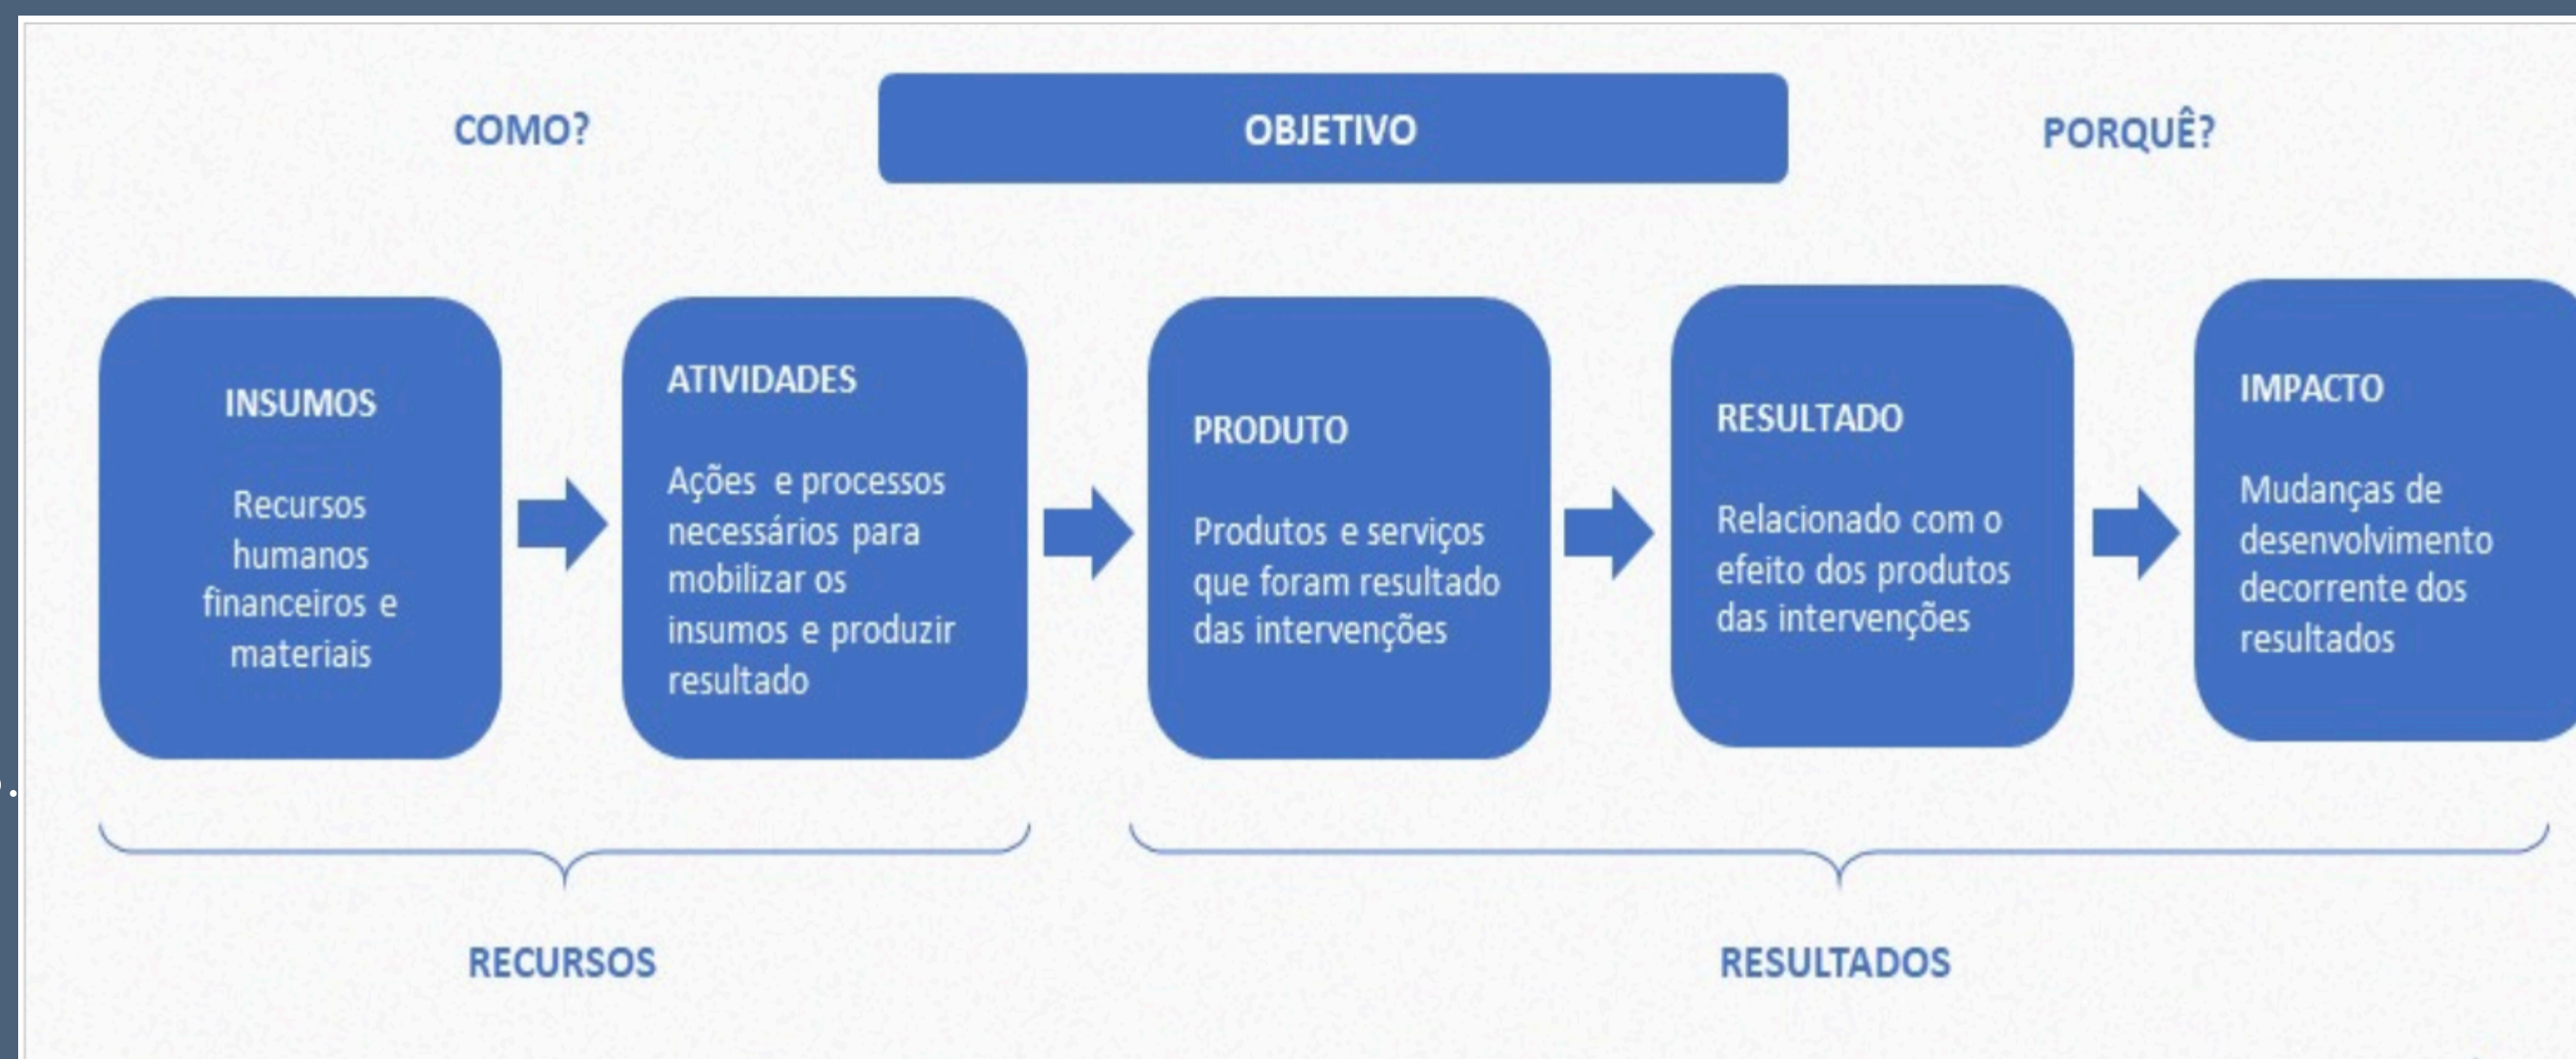 COMO?
OBJETIVO
PORQUÊ?
INSUMOS
Recursos
humanos
financeiros e
materiais
ATIVIDADES
Ações e processos
necessários para
mobilizar os
insumos e produzir
resultado
PRODUTO
Produtos e serviços
que foram resultado
das intervenções
RESULTADO
Relacionado com o
efeito dos produtos
das intervenções
IMPACTO
Mudanças de
desenvolvimento
decorrente dos
resultados
RECURSOS
RESULTADOS